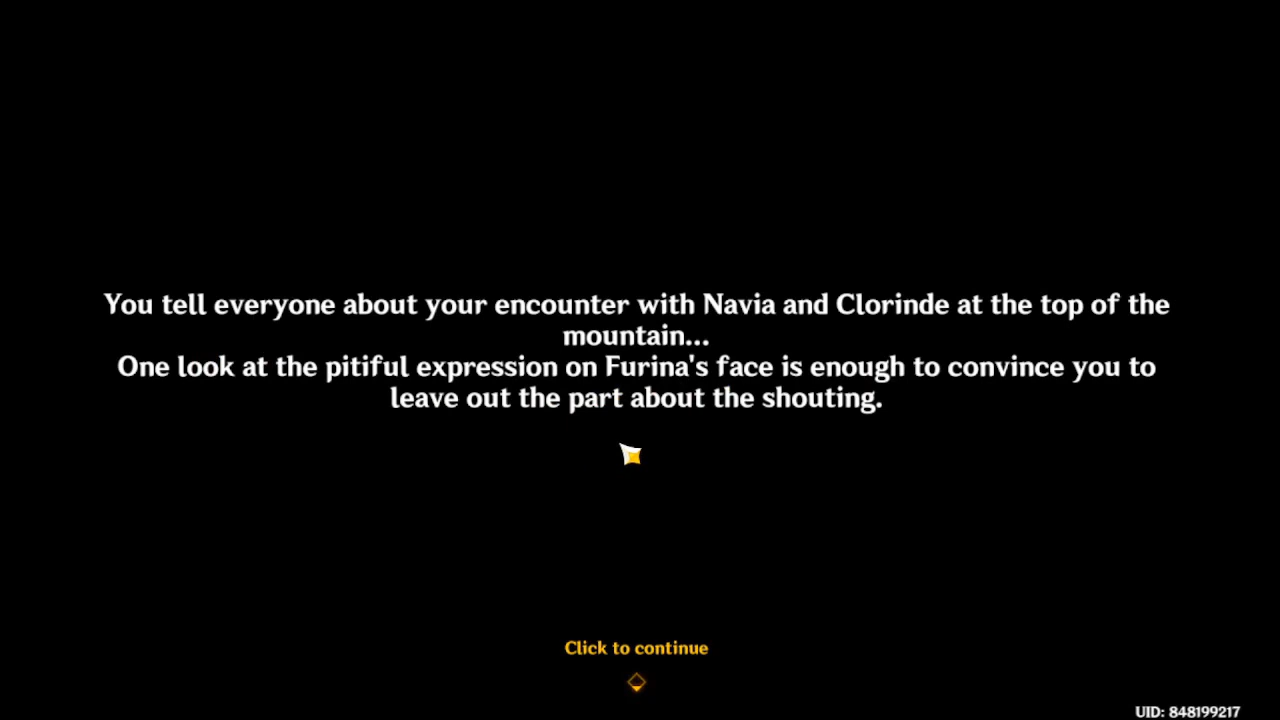 You tell everyone about your encounter with Navia and Clorinde at the top of the
mountain...
One look at the pitiful expression on Furina's face is enough to convince you to
leave out the part about the shouting.
Click to continue
UID: 848199217